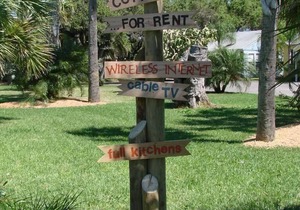 ...FOR RENT
WIRELESS INTERNET
cable TV
full kitchens